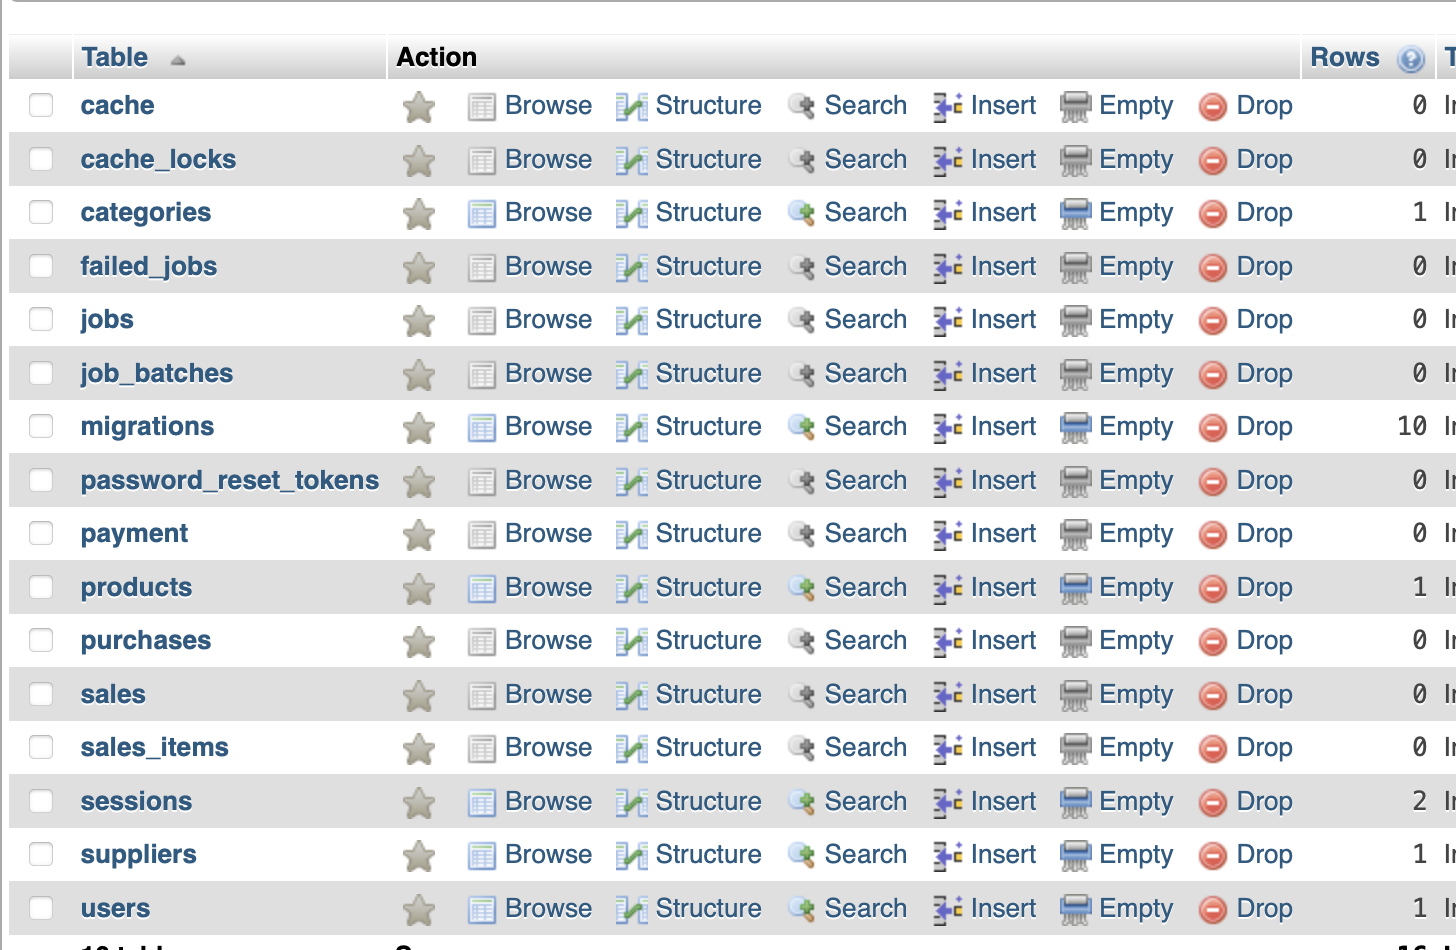 Table Action Rows
cache Browse Structure Search Insert Empty Drop 0
cache_locks Browse Structure Search Insert Empty Drop 0
categories Browse Structure Search Insert Empty Drop 1
failed_jobs Browse Structure Search Insert Empty Drop 0
jobs Browse Structure Search Insert Empty Drop 0
job_batches Browse Structure Search Insert Empty Drop 0
migrations Browse Structure Search Insert Empty Drop 10
password_reset_tokens Browse Structure Search Insert Empty Drop 0
payment Browse Structure Search Insert Empty Drop 0
products Browse Structure Search Insert Empty Drop 1
purchases Browse Structure Search Insert Empty Drop 0
sales Browse Structure Search Insert Empty Drop 0
sales_items Browse Structure Search Insert Empty Drop 0
sessions Browse Structure Search Insert Empty Drop 2
suppliers Browse Structure Search Insert Empty Drop 1
users Browse Structure Search Insert Empty Drop 1